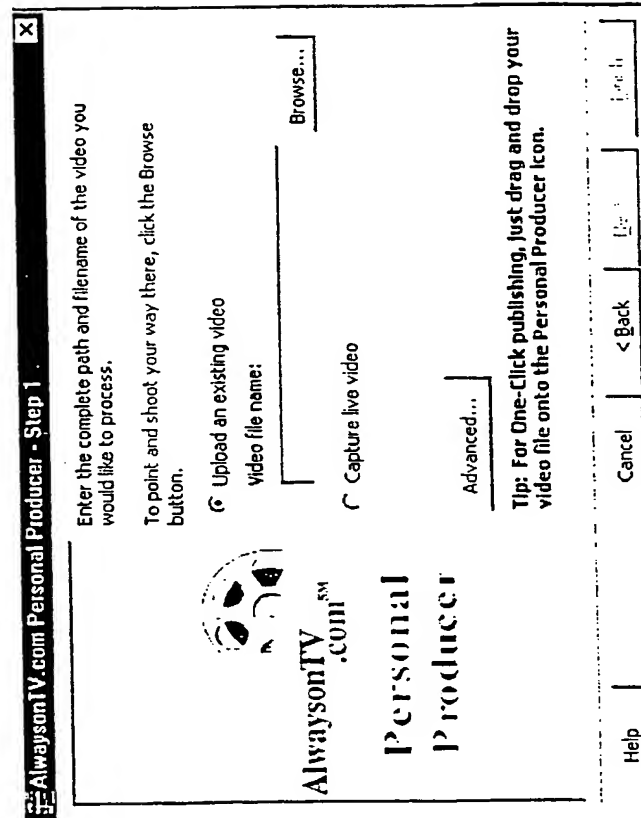 AlwaysonTV.com Personal Producer - Step 1
Enter the complete path and filename of the video you
would like to process.
To point and shoot your way there, click the Browse
button.
Upload an existing video
Video file name:
Browse...
Capture live video
Advanced...
Tip: For One-Click publishing, just drag and drop your
video file onto the Personal Producer Icon.
AlwaysonTV
.com SM
Personal
Producer
Help
Cancel
< Back